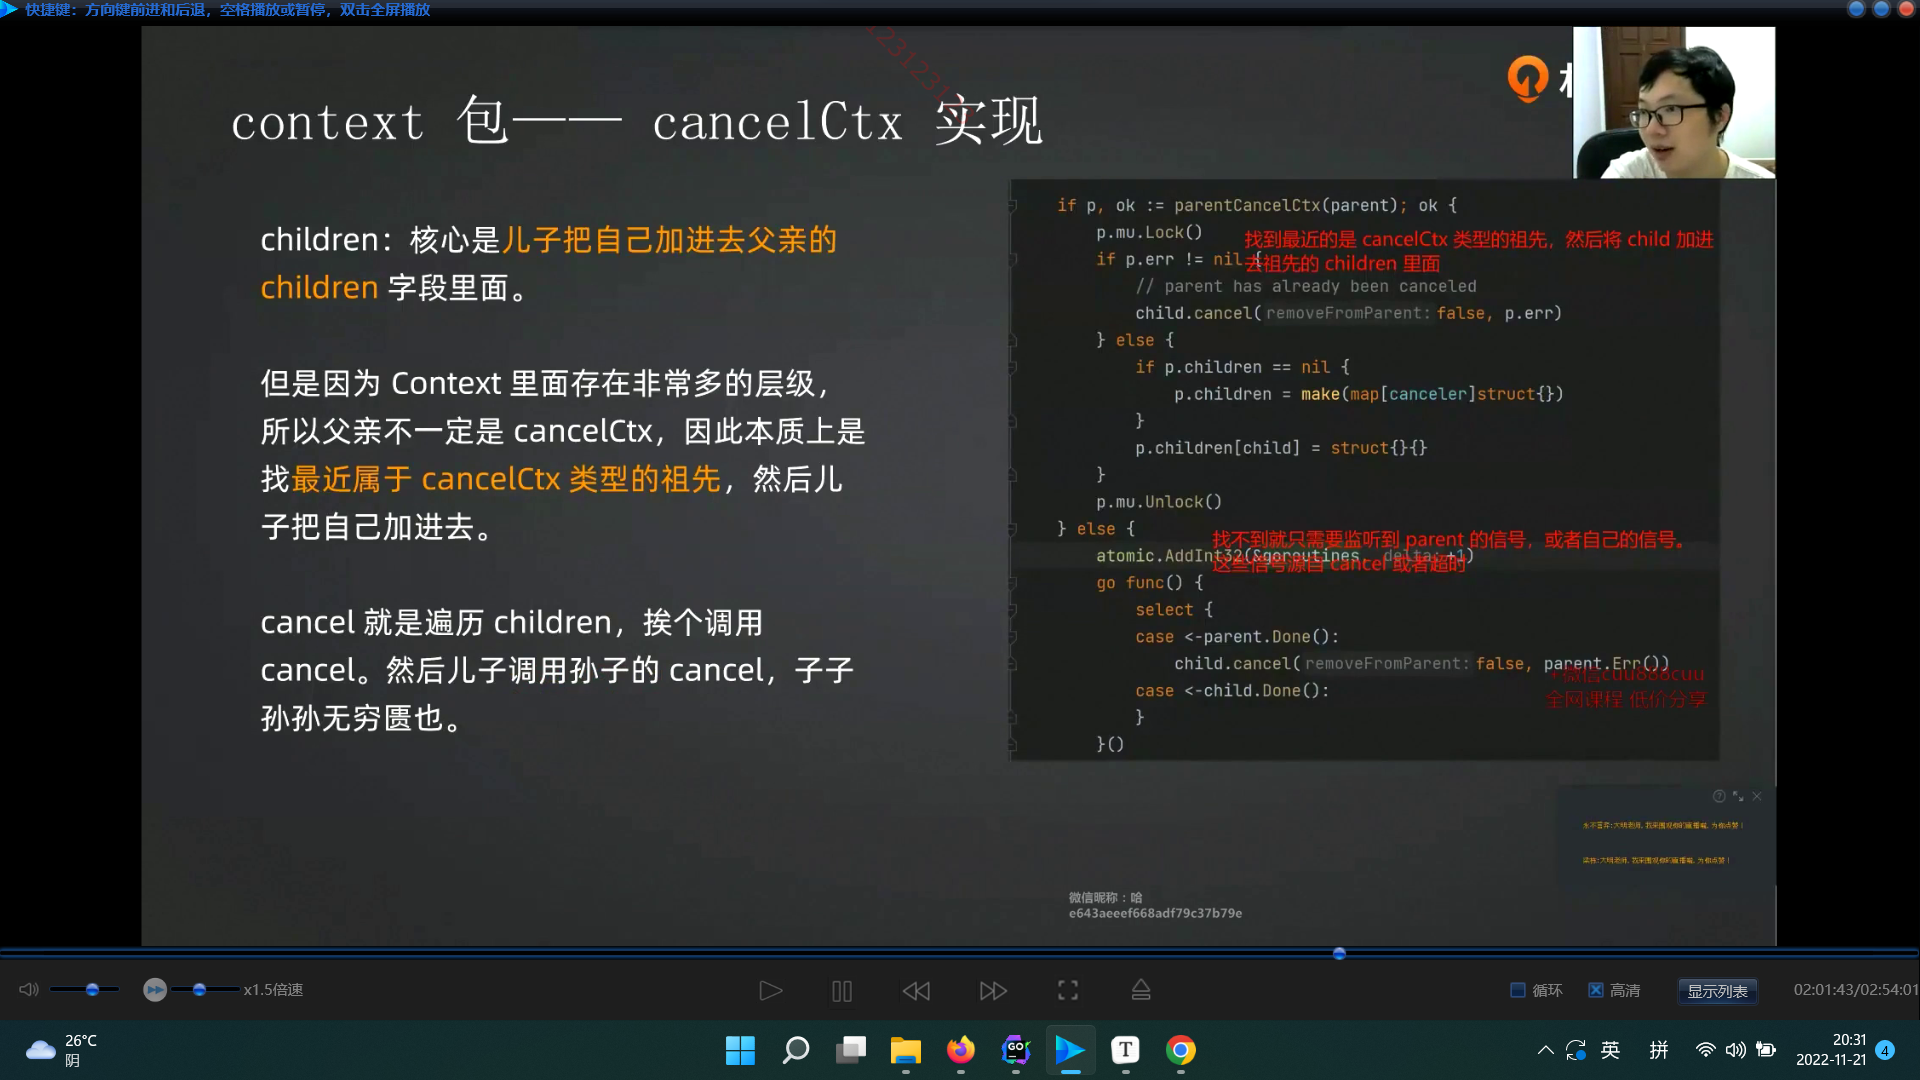 快捷键：方向键前进和后退，空格播放或暂停，双击全屏播放
context 包—— cancelCtx 实现
children：核心是儿子把自己加进去父亲的
children 字段里面。
但是因为 Context 里面存在非常多的层级，
所以父亲不一定是 cancelCtx，因此本质上是
找最近属于 cancelCtx 类型的祖先，然后儿
子把自己加进去。
cancel 就是遍历 children，挨个调用
cancel。然后儿子调用孙子的 cancel，子子
孙孙无穷匮也。
if p, ok := parentCancelCtx(parent); ok {
p.mu.Lock()
找到最近的是 cancelCtx 类型的祖先，然后将 child 加进
去祖先的 children 里面
if p.err != nil {
// parent has already been canceled
child.cancel( removeFromParent: false, p.err)
} else {
if p.children == nil {
p.children = make(map[canceler]struct{})
}
p.children[child] = struct{}{}
}
p.mu.Unlock()
} else {
找不到就只需要监听到 parent 的信号，或者自己的信号。
这些信号源自 cancel 或者超时
atomic.AddInt32(&goroutines, delta: +1)
go func() {
select {
case <-parent.Done():
child.cancel( removeFromParent: false, parent.Err())
case <-child.Done():
}
}()
+微信cuu888cuu
全网课程 低价分享
微信昵称：哈
e643aeeef668adf79c37b79e
x1.5倍速
循环
高清
显示列表
02:01:43/02:54:01
26°C
阴
GO
T
英
拼
20:31
2022-11-21
4